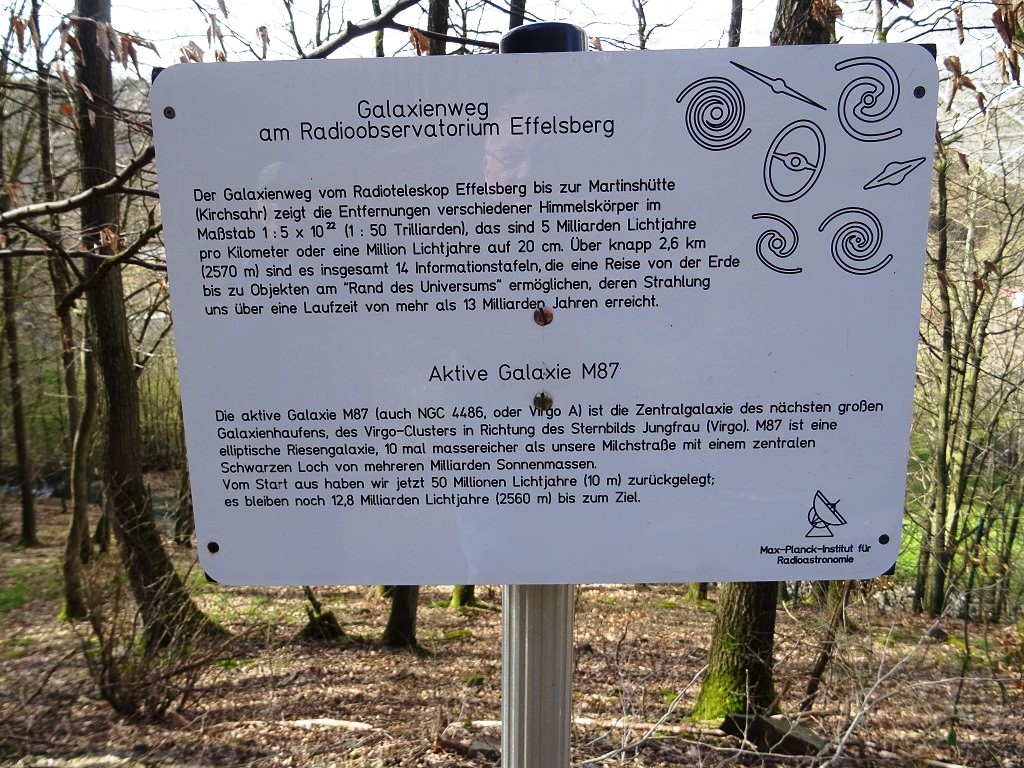 Galaxienweg
am Radioobservatorium Effelsberg
Der Galaxienweg vom Radioteleskop Effelsberg bis zur Martinshütte
(Kirchsahr) zeigt die Entfernungen verschiedener Himmelskörper im
Maßstab 1 : 5 x 10²² (1 : 50 Trilliarden), das sind 5 Milliarden Lichtjahre
pro Kilometer oder eine Million Lichtjahre auf 20 cm. Über knapp 2,6 km
(2570 m) sind es insgesamt 14 Informationstafeln, die eine Reise von der Erde
bis zu Objekten am "Rand des Universums" ermöglichen, deren Strahlung
uns über eine Laufzeit von mehr als 13 Milliarden Jahren erreicht.
Aktive Galaxie M87
Die aktive Galaxie M87 (auch NGC 4486, oder Virgo A) ist die Zentralgalaxie des nächsten großen
Galaxienhaufens, des Virgo-Clusters in Richtung des Sternbilds Jungfrau (Virgo). M87 ist eine
elliptische Riesengalaxie, 10 mal massereicher als unsere Milchstraße mit einem zentralen
Schwarzen Loch von mehreren Milliarden Sonnenmassen.
Vom Start aus haben wir jetzt 50 Millionen Lichtjahre (10 m) zurückgelegt;
es bleiben noch 12,8 Milliarden Lichtjahre (2560 m) bis zum Ziel.
Max-Planck-Institut für
Radioastronomie